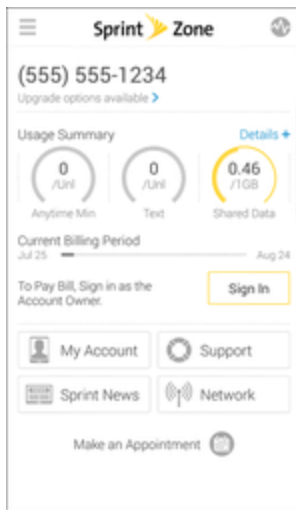 Sprint Zone
(555) 555-1234
Upgrade options available >
Usage Summary Details +
0 0 0.46
/Unl /Unl /1GB
Anytime Min Text Shared Data
Current Billing Period
Jul 25 Aug 24
To Pay Bill, Sign in as the
Account Owner.
Sign In
My Account Support
Sprint News Network
Make an Appointment